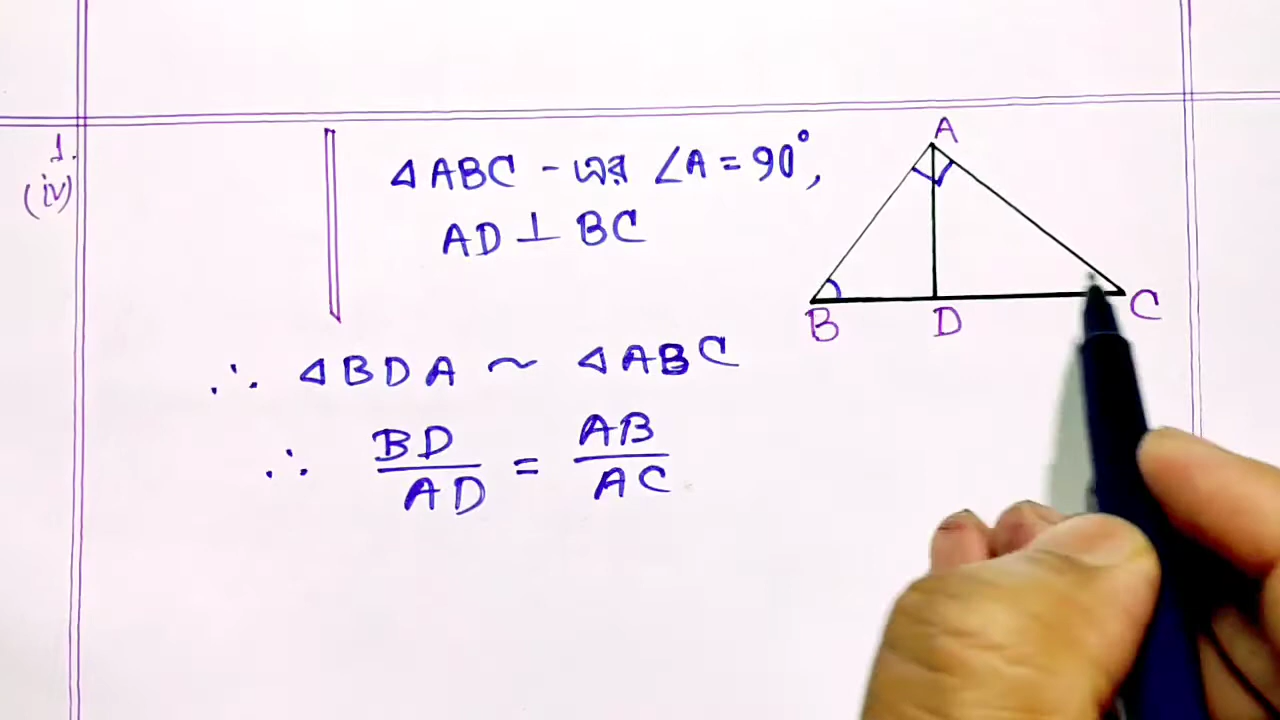 1.
(iv)
△ABC - এর ∠A = 90°,
AD ⊥ BC
A
B
D
C
∴ △BDA ~ △ABC
∴ BD/AD = AB/AC